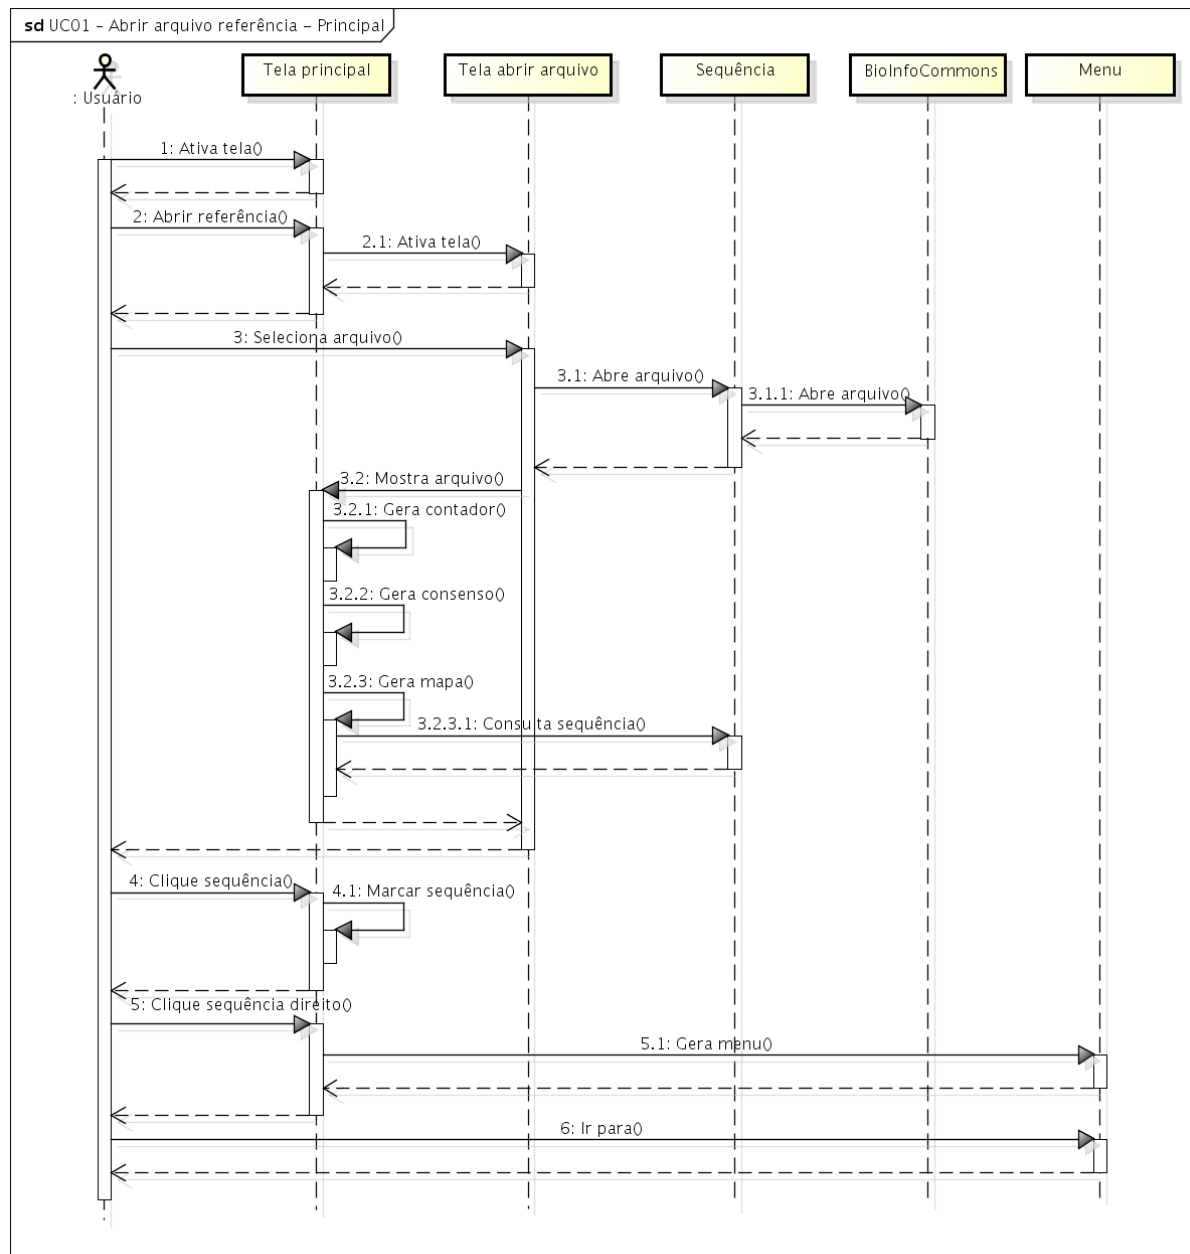 sd UC01 - Abrir arquivo referência - Principal
: Usuário
Tela principal
Tela abrir arquivo
Sequência
BioInfoCommons
Menu
1: Ativa tela()
2: Abrir referência()
2.1: Ativa tela()
3: Seleciona arquivo()
3.1: Abre arquivo()
3.1.1: Abre arquivo()
3.2: Mostra arquivo()
3.2.1: Gera contador()
3.2.2: Gera consenso()
3.2.3: Gera mapa()
3.2.3.1: Consulta sequência()
4: Clique sequência()
4.1: Marcar sequência()
5: Clique sequência direito()
5.1: Gera menu()
6: Ir para()